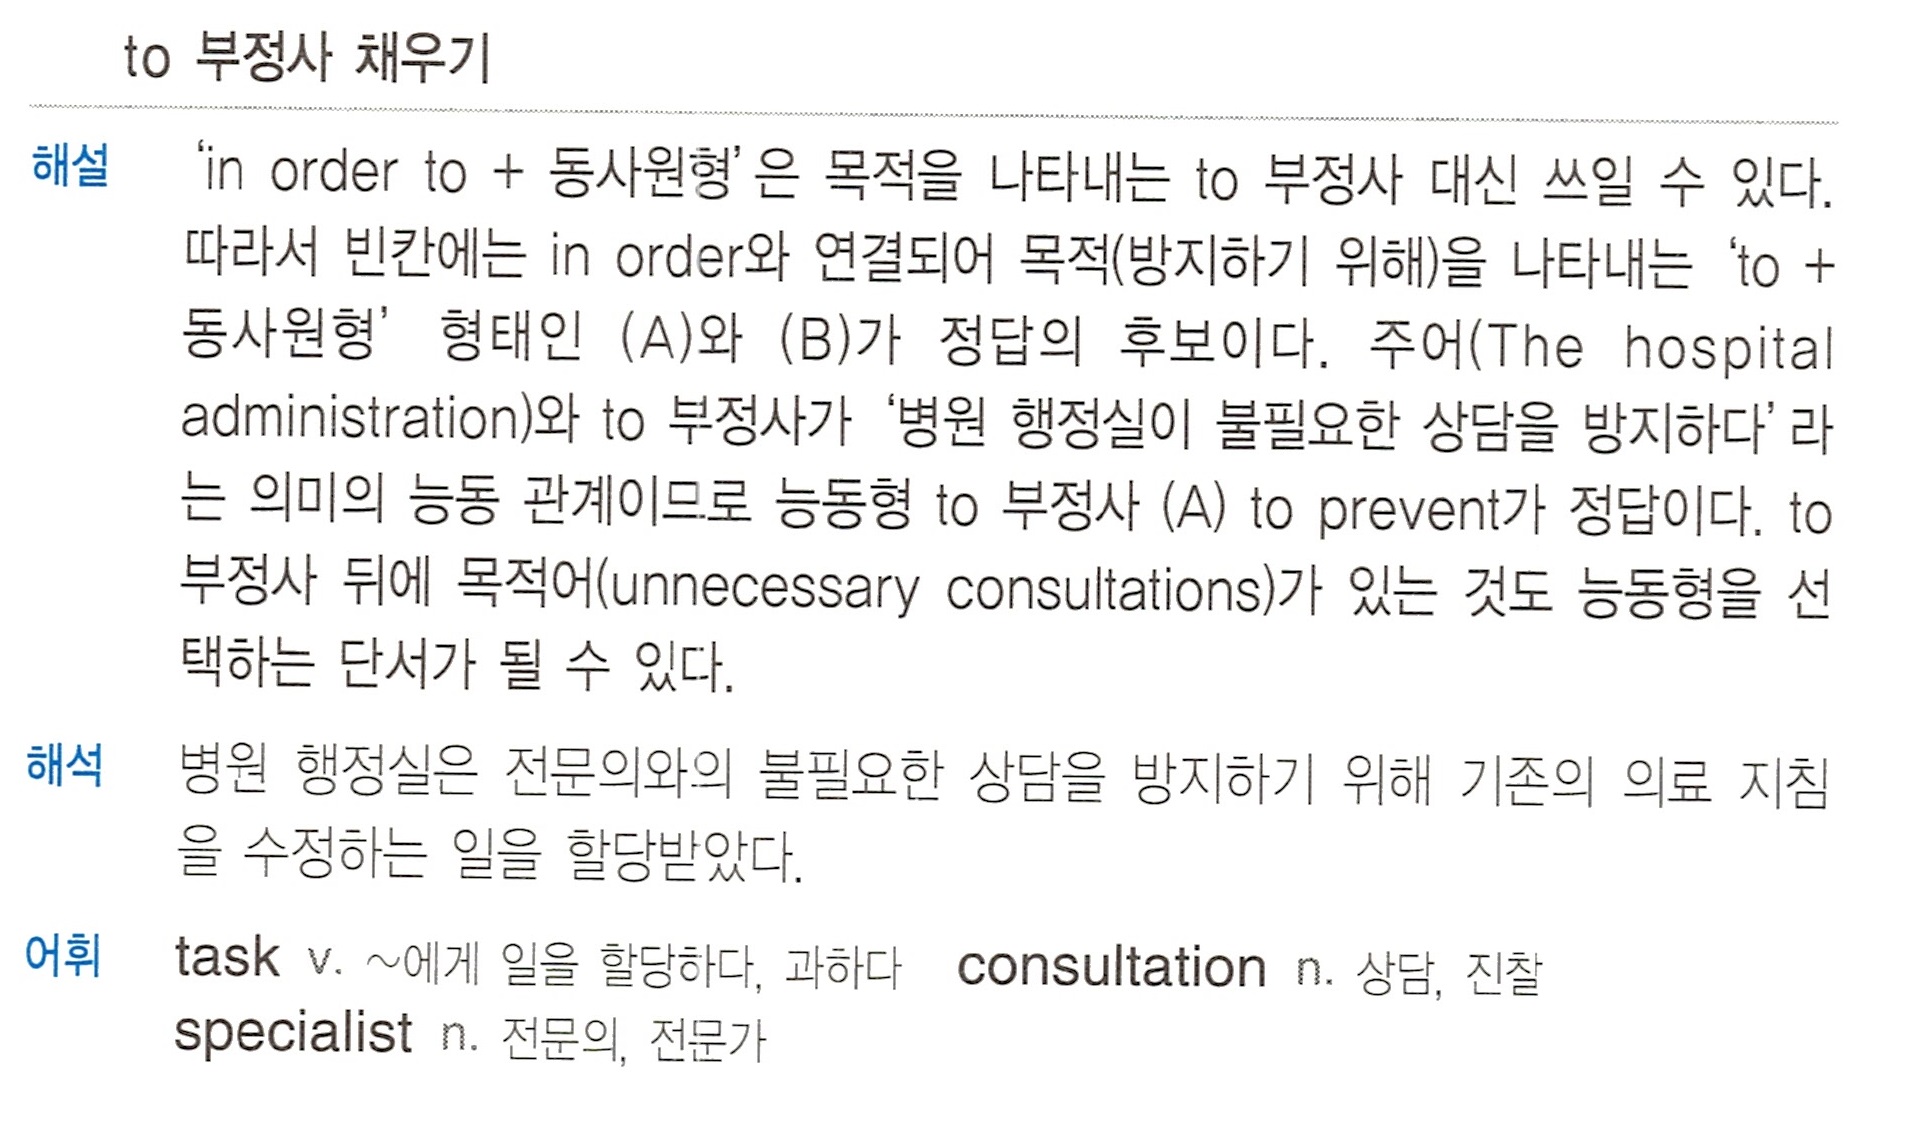 to 부정사 채우기
해설 ‘in order to + 동사원형’은 목적을 나타내는 to 부정사 대신 쓰일 수 있다.
따라서 빈칸에는 in order와 연결되어 목적(방지하기 위해)을 나타내는 ‘to +
동사원형’ 형태인 (A)와 (B)가 정답의 후보이다. 주어(The hospital
administration)와 to 부정사가 ‘병원 행정실이 불필요한 상담을 방지하다’라
는 의미의 능동 관계이므로 능동형 to 부정사 (A) to prevent가 정답이다. to
부정사 뒤에 목적어(unnecessary consultations)가 있는 것도 능동형을 선
택하는 단서가 될 수 있다.
해석 병원 행정실은 전문의와의 불필요한 상담을 방지하기 위해 기존의 의료 지침
을 수정하는 일을 할당받았다.
어휘 task v. ~에게 일을 할당하다, 과하다 consultation n. 상담, 진찰
specialist n. 전문의, 전문가